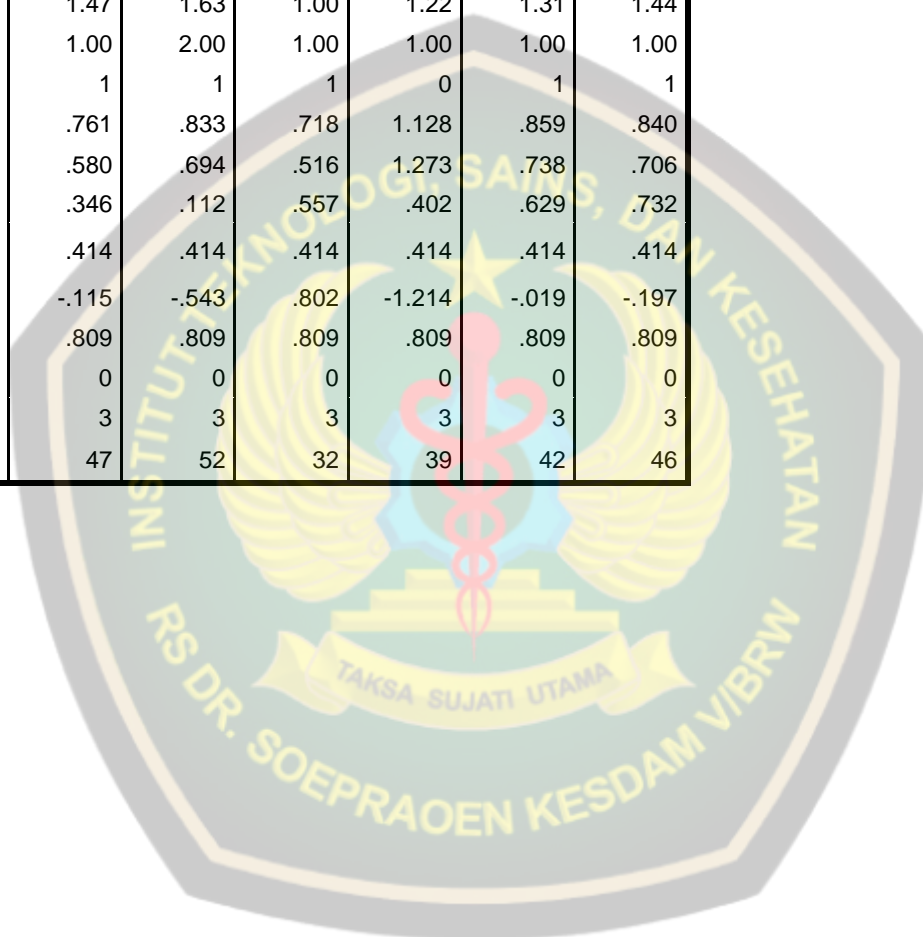 1.47 1.63 1.00 1.22 1.31 1.44
1.00 2.00 1.00 1.00 1.00 1.00
1 1 1 0 1 1
.761 .833 .718 1.128 .859 .840
.580 .694 .516 1.273 .738 .706
.346 .112 .557 .402 .629 .732
.414 .414 .414 .414 .414 .414
-.115 -.543 .802 -1.214 -.019 -.197
.809 .809 .809 .809 .809 .809
0 0 0 0 0 0
3 3 3 3 3 3
47 52 32 39 42 46
INSTITUT TEKNOLOGI, SAINS, DAN KESEHATAN
TAKSA SUJATI UTAMA
RS DR. SOEPRAOEN KESDAM V/BRW